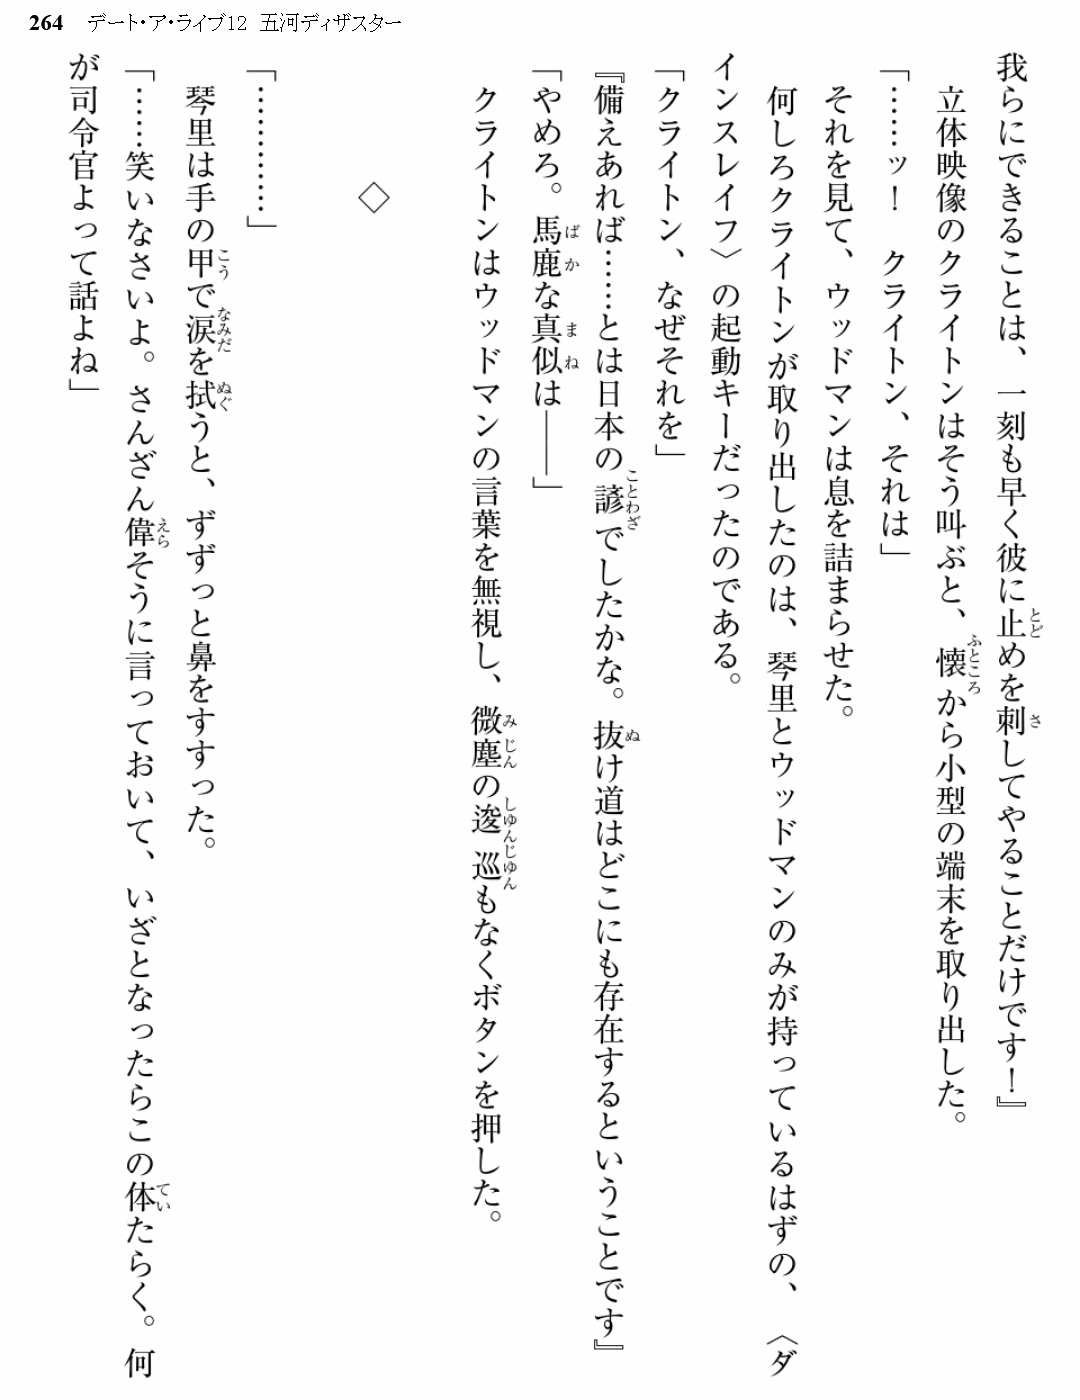 264 デート・ア・ライブ12 五河ディザスター
我らにできることは、一刻も早く彼に止めを刺してやることだけです！』
立体映像のクライトンはそう叫ぶと、懐から小型の端末を取り出した。
「……ッ！　クライトン、それは」
それを見て、ウッドマンは息を詰まらせた。
何しろクライトンが取り出したのは、琴里とウッドマンのみが持っているはずの、〈ダ
インスレイフ〉の起動キーだったのである。
「クライトン、なぜそれを」
『備えあれば……とは日本の諺でしたかな。抜け道はどこにも存在するということです』
「やめろ。馬鹿な真似は――」
クライトンはウッドマンの言葉を無視し、微塵の逡巡もなくボタンを押した。
◇
「…………」
琴里は手の甲で涙を拭うと、ずずっと鼻をすすった。
「……笑いなさいよ。さんざん偉そうに言っておいて、いざとなったらこの体たらく。何
が司令官よって話よね」